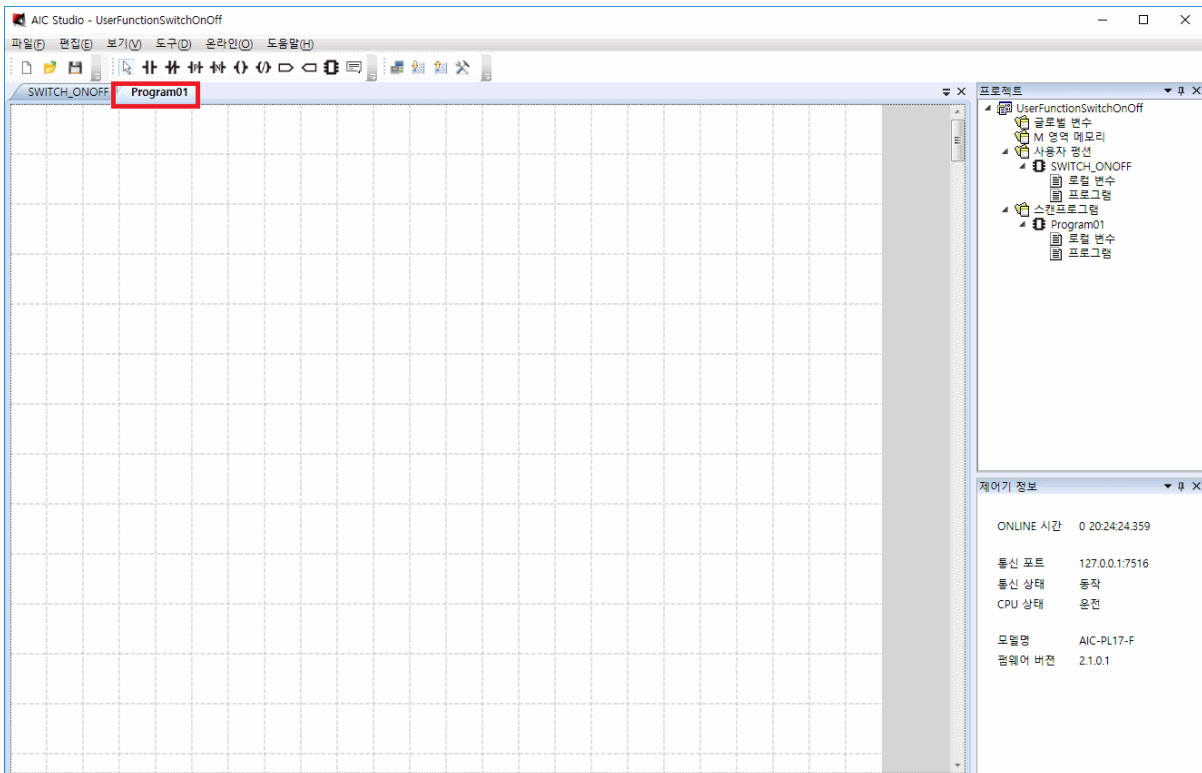 AIC Studio - UserFunctionSwitchOnOff
파일(F) 편집(E) 보기(V) 도구(D) 온라인(O) 도움말(H)
SWITCH_ONOFF Program01
프로젝트
UserFunctionSwitchOnOff
글로벌 변수
M 영역 메모리
사용자 펑션
SWITCH_ONOFF
로컬 변수
프로그램
스캔프로그램
Program01
로컬 변수
프로그램
제어기 정보
ONLINE 시간 0 20:24:24.359
통신 포트 127.0.0.1:7516
통신 상태 동작
CPU 상태 운전
모델명 AIC-PL17-F
펌웨어 버젼 2.1.0.1